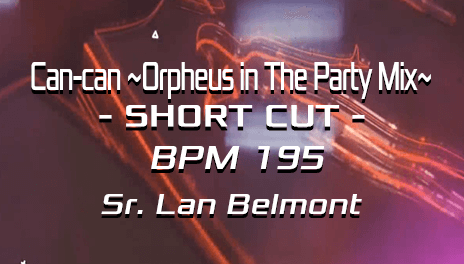 Can-can ~Orpheus in The Party Mix~
- SHORT CUT -
BPM 195
Sr. Lan Belmont